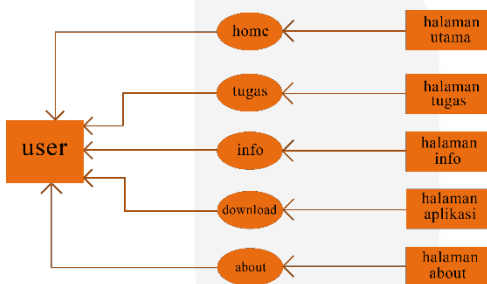 home
halaman
utama
tugas
halaman
tugas
user
info
halaman
info
download
halaman
aplikasi
about
halaman
about